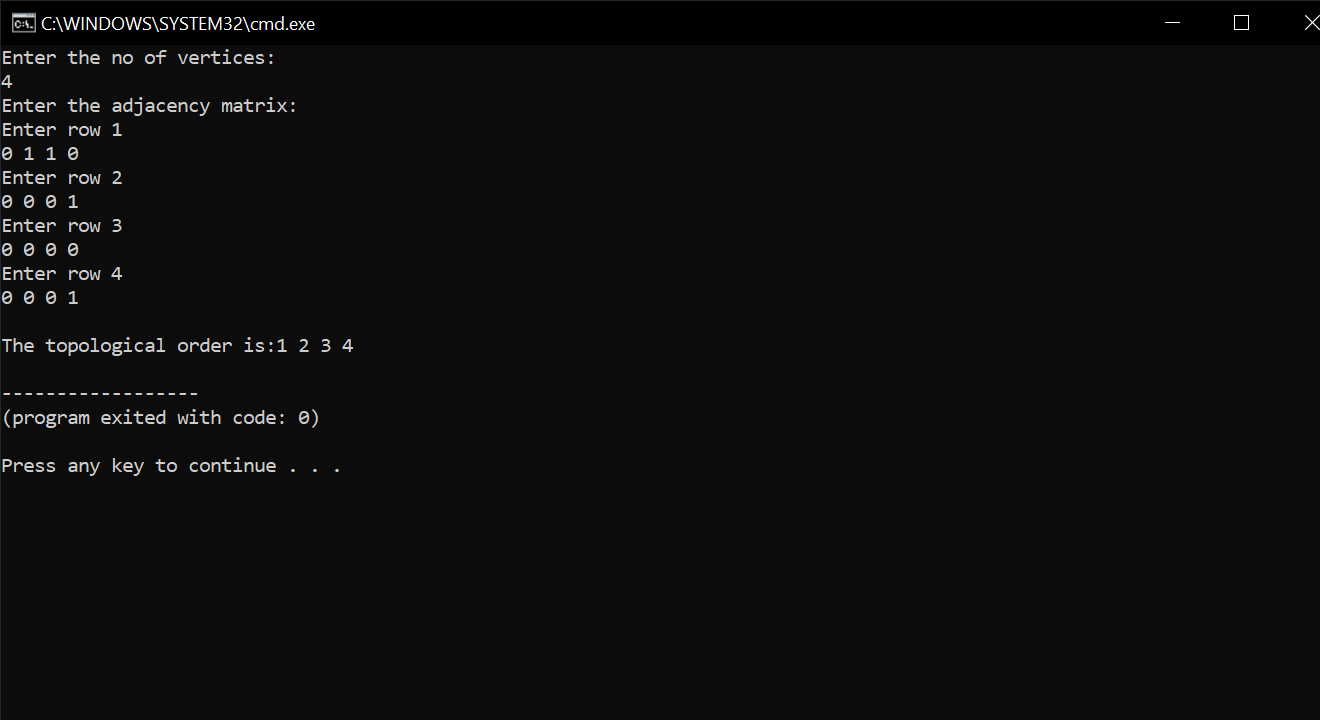 C:\WINDOWS\SYSTEM32\cmd.exe
Enter the no of vertices:
4
Enter the adjacency matrix:
Enter row 1
0 1 1 0
Enter row 2
0 0 0 1
Enter row 3
0 0 0 0
Enter row 4
0 0 0 1
The topological order is:1 2 3 4
------------------
(program exited with code: 0)
Press any key to continue . . .